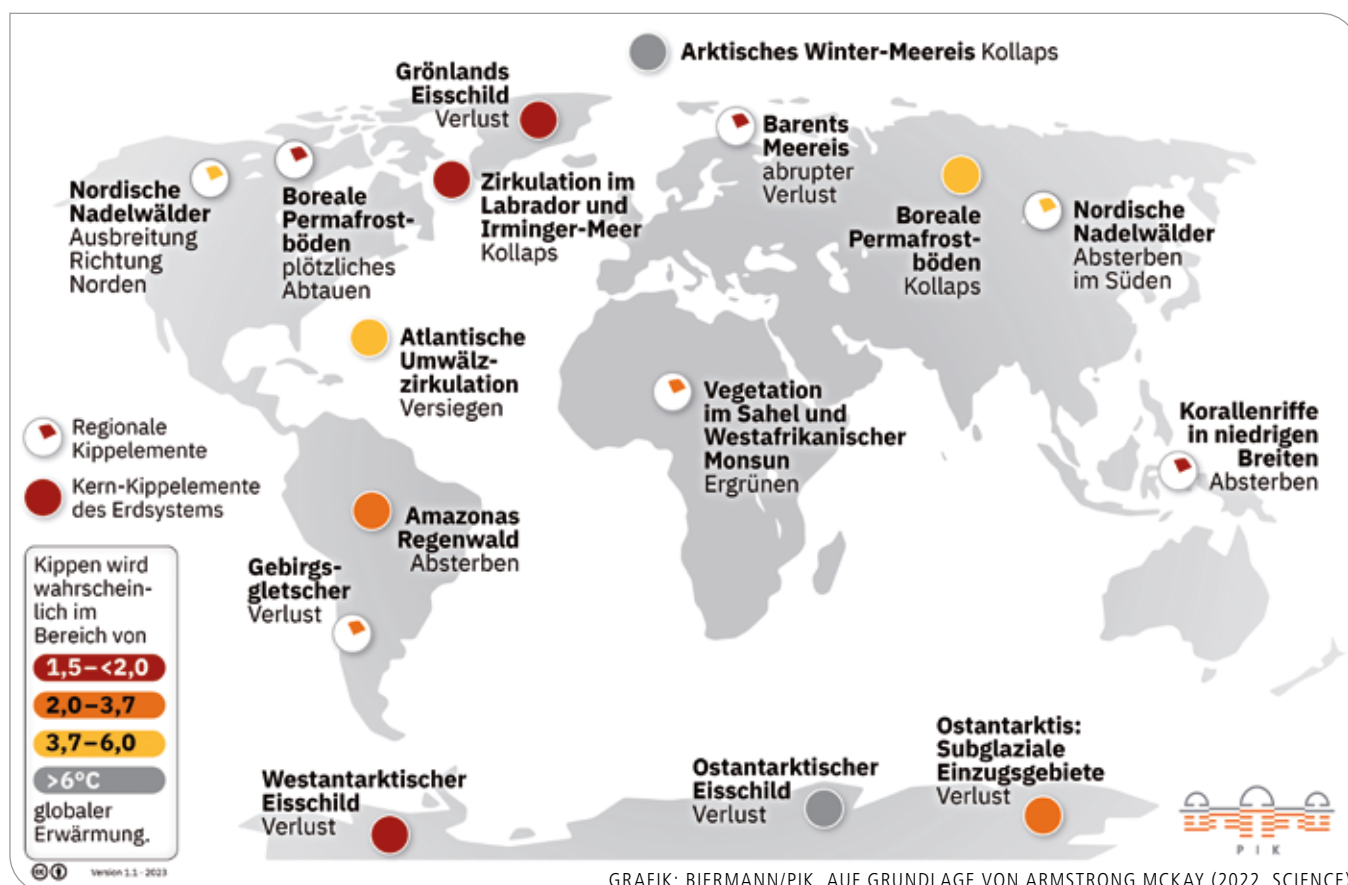 Arktisches Winter-Meereis Kollaps
Grönlands
Eisschild
Verlust
Barents
Meereis
abrupter
Verlust
Nordische
Nadelwälder
Ausbreitung
Richtung
Norden
Boreale
Permafrost-
böden
plötzliches
Abtauen
Zirkulation im
Labrador und
Irminger-Meer
Kollaps
Boreale
Permafrost-
böden
Kollaps
Nordische
Nadelwälder
Absterben
im Süden
Atlantische
Umwälz-
zirkulation
Versiegen
Vegetation
im Sahel und
Westafrikanischer
Monsun
Ergrünen
Korallenriffe
in niedrigen
Breiten
Absterben
Regionale
Kippelemente
Kern-Kippelemente
des Erdsystems
Amazonas
Regenwald
Absterben
Gebirgs-
gletscher
Verlust
Kippen wird
wahrschein-
lich im
Bereich von
1,5–<2,0
2,0–3,7
3,7–6,0
>6°C
globaler
Erwärmung.
Westantarktischer
Eisschild
Verlust
Ostantarktischer
Eisschild
Verlust
Ostantarktis:
Subglaziale
Einzugsgebiete
Verlust
PIK
cc Version 1.1 - 2023
GRAFIK: BIERMANN/PIK, AUF GRUNDLAGE VON ARMSTRONG MCKAY (2022, SCIENCE)